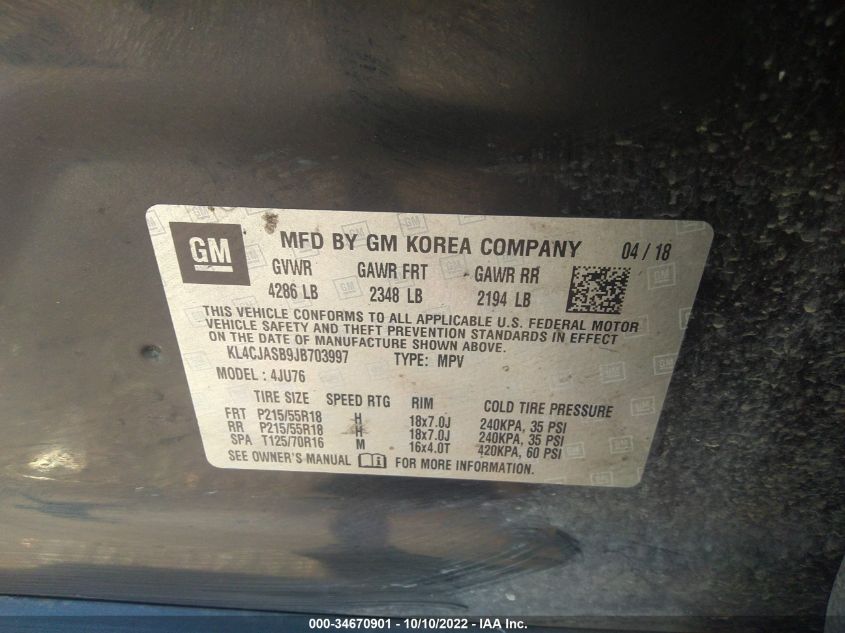 GM MFD BY GM KOREA COMPANY 04 / 18
GVWR GAWR FRT GAWR RR
4286 LB 2348 LB 2194 LB
THIS VEHICLE CONFORMS TO ALL APPLICABLE U.S. FEDERAL MOTOR
VEHICLE SAFETY AND THEFT PREVENTION STANDARDS IN EFFECT
ON THE DATE OF MANUFACTURE SHOWN ABOVE.
KL4CJASB9JB703997 TYPE: MPV
MODEL : 4JU76
TIRE SIZE SPEED RTG RIM COLD TIRE PRESSURE
FRT P215/55R18 H 18x7.0J 240KPA, 35 PSI
RR P215/55R18 H 18x7.0J 240KPA, 35 PSI
SPA T125/70R16 M 16x4.0T 420KPA, 60 PSI
SEE OWNER'S MANUAL FOR MORE INFORMATION.
000-34670901 - 10/10/2022 - IAA Inc.